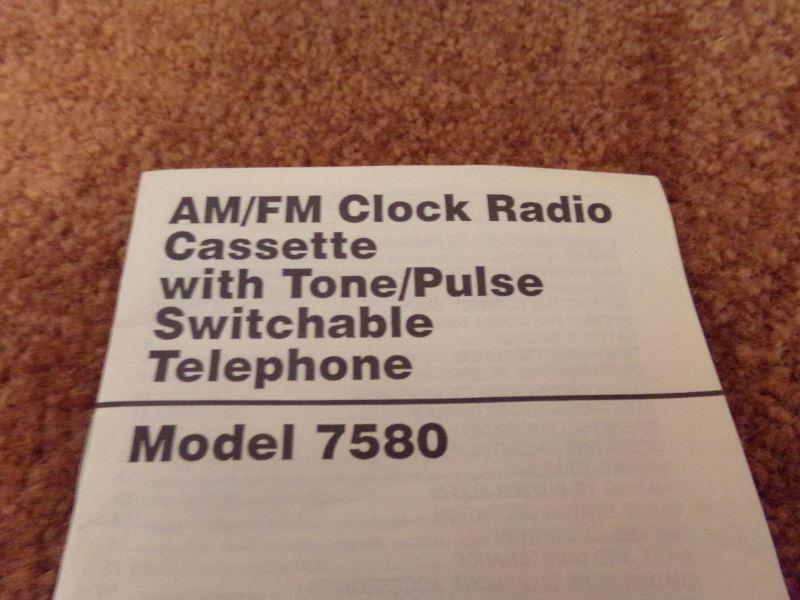 AM/FM Clock Radio
Cassette
with Tone/Pulse
Switchable
Telephone
Model 7580